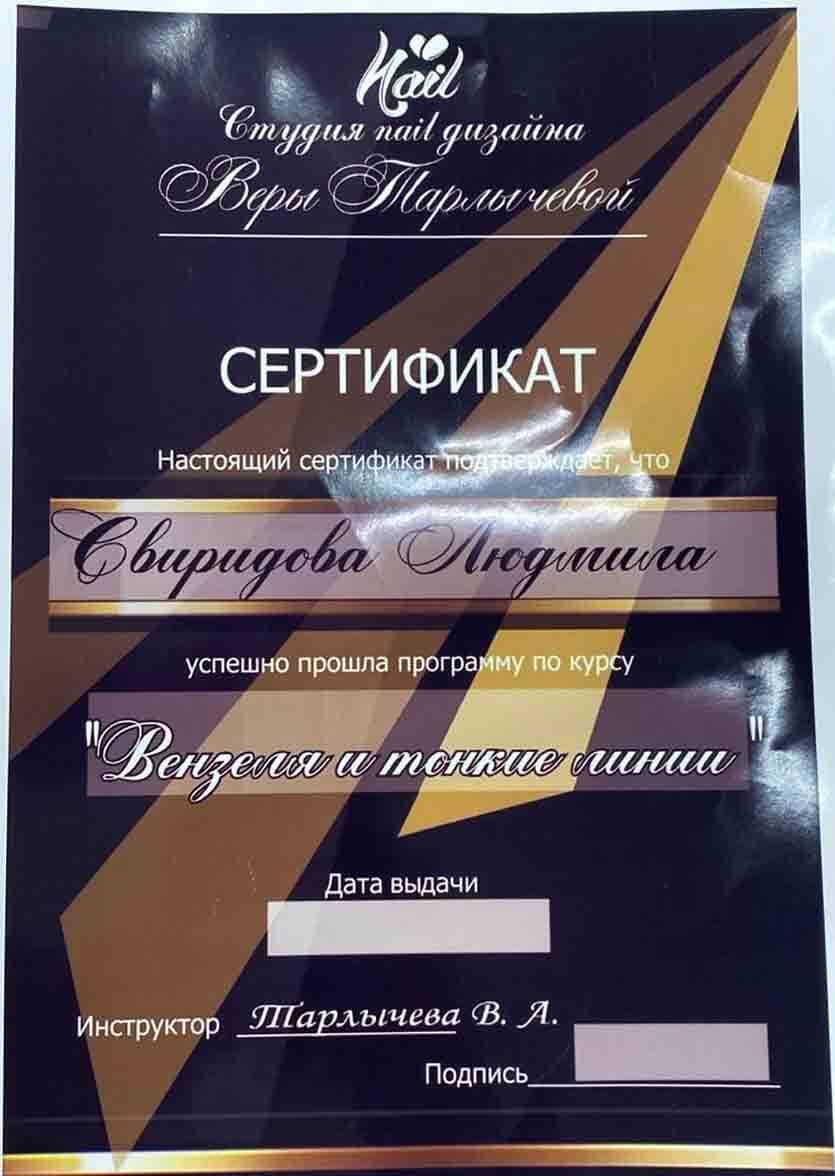 Nail
Студия nail дизайна
Веры Тарлычевой
СЕРТИФИКАТ
Настоящий сертификат подтверждает, что
Свиридова Людмила
успешно прошла программу по курсу
"Вензеля и тонкие линии"
Дата выдачи
Инструктор Тарлычева В. А.
Подпись